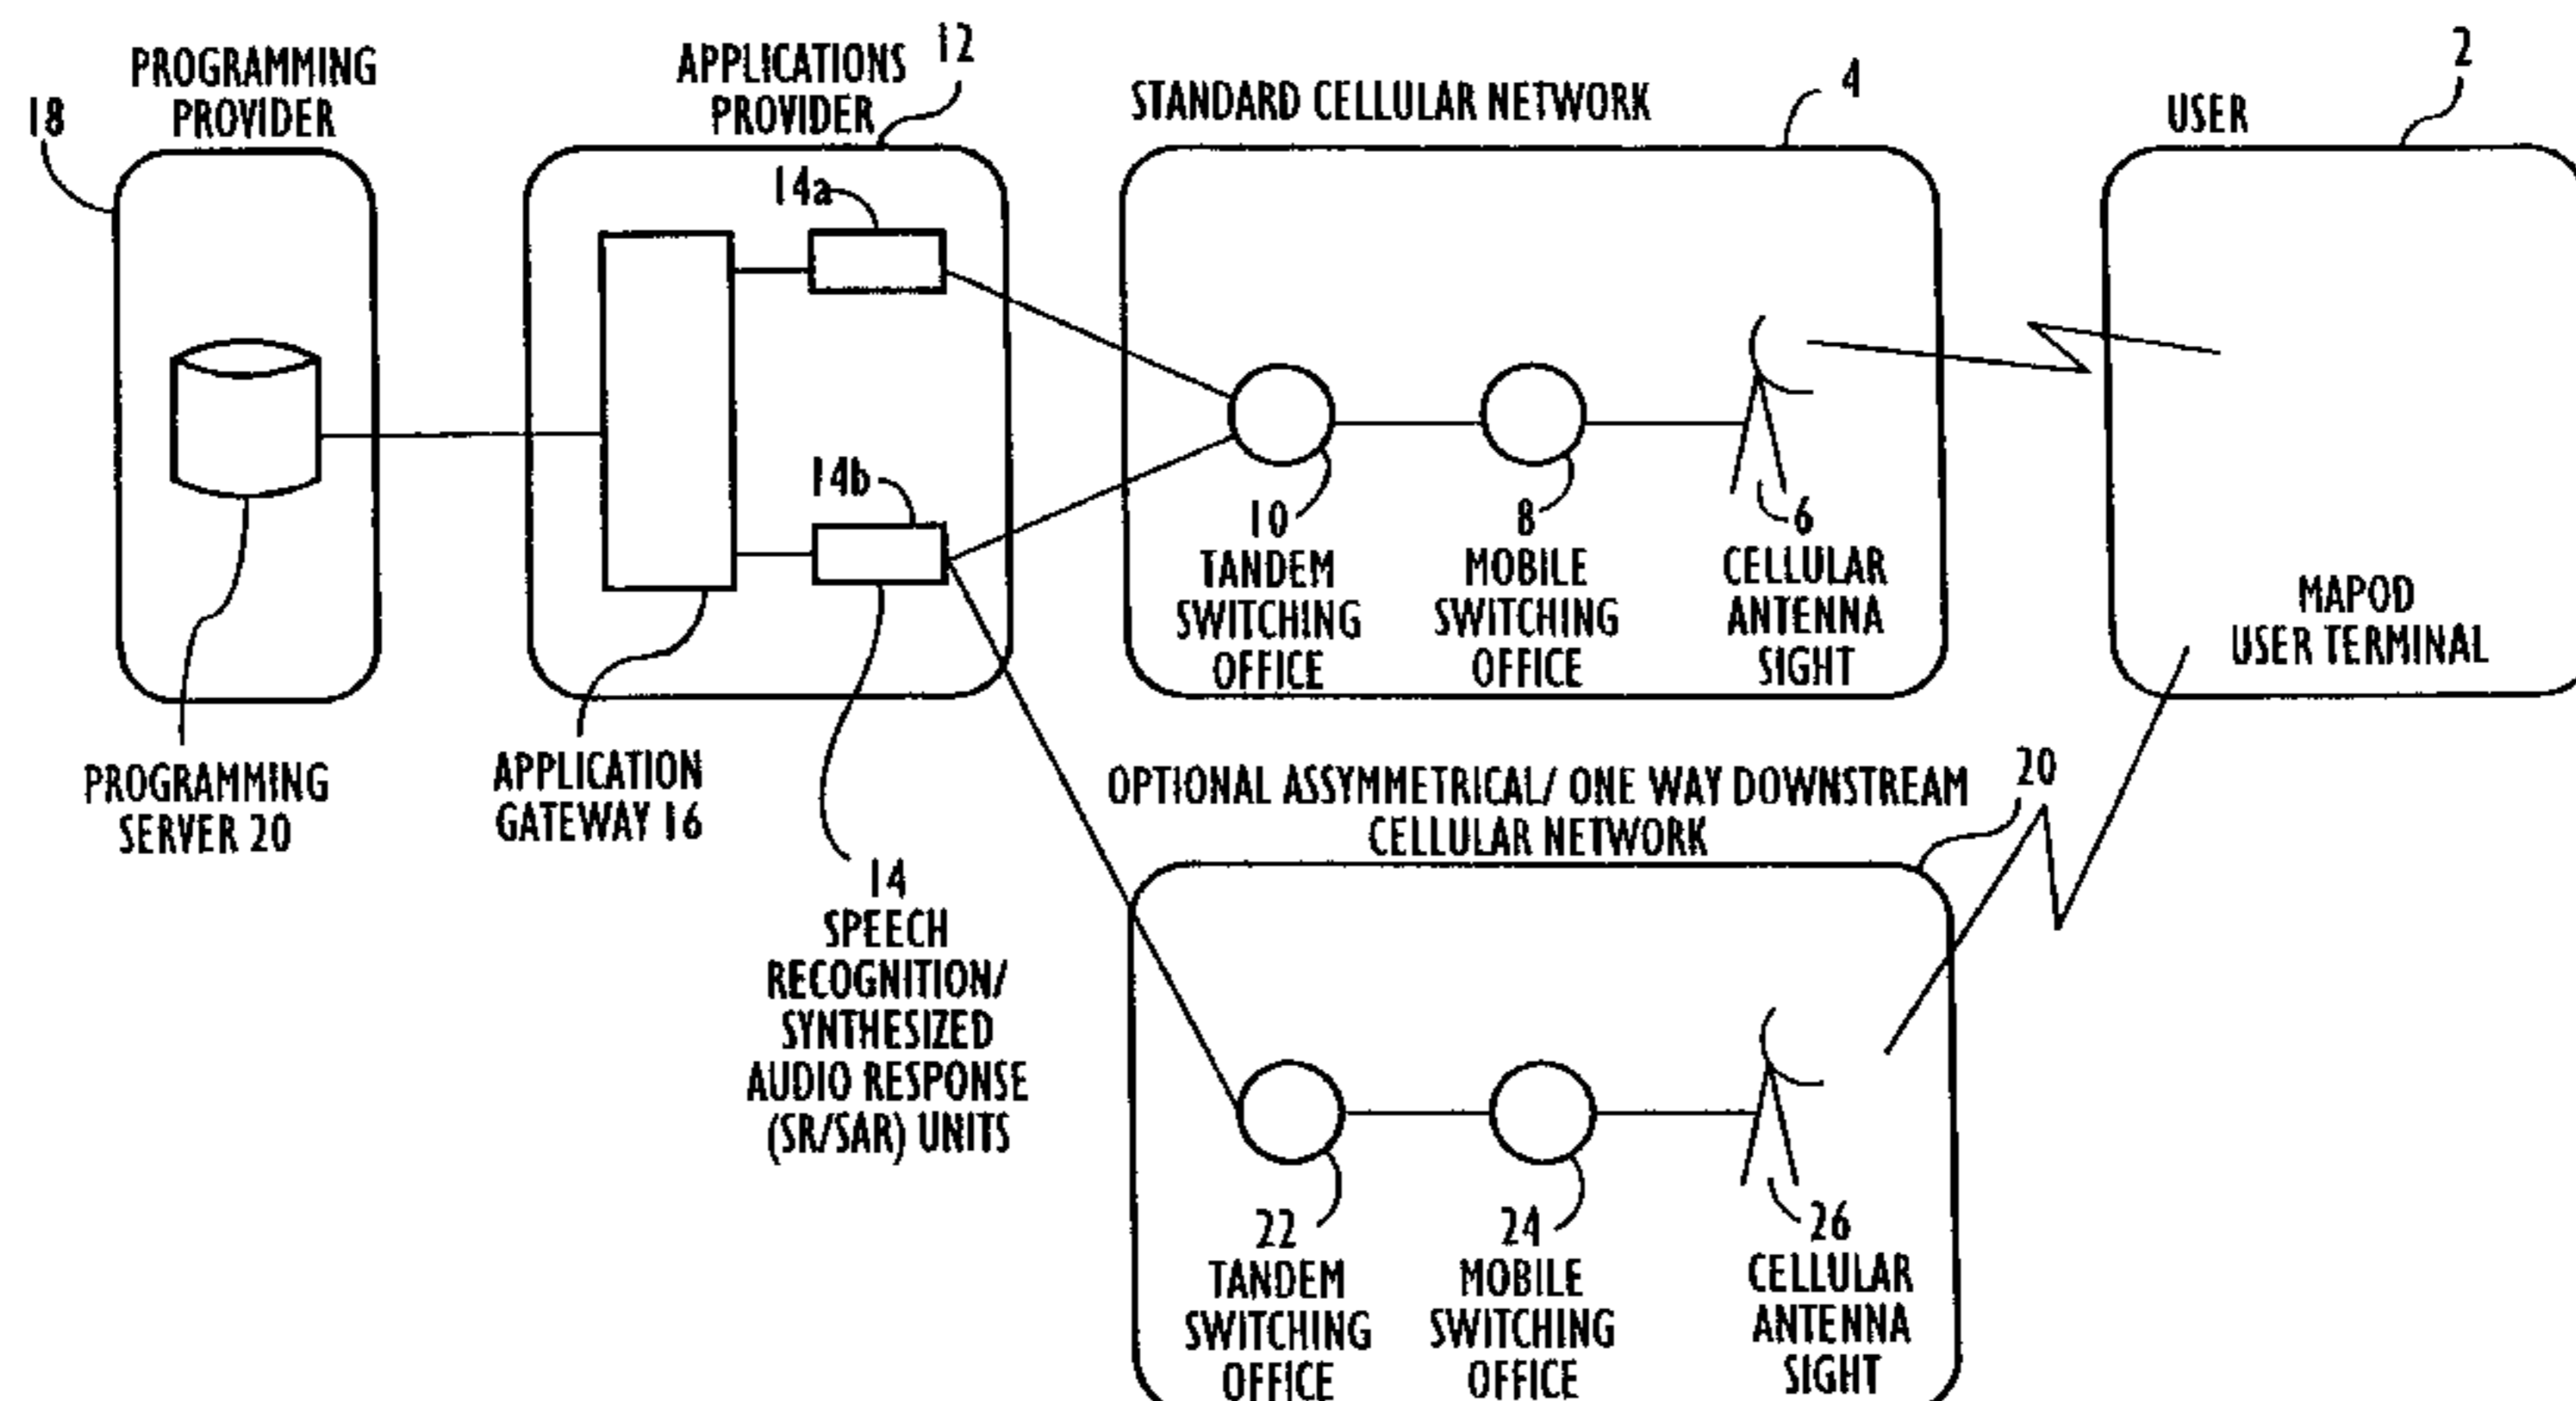 PROGRAMMING
PROVIDER
18
APPLICATIONS
PROVIDER
12
STANDARD CELLULAR NETWORK
4
USER
2
14a
14b
10
TANDEM
SWITCHING
OFFICE
8
MOBILE
SWITCHING
OFFICE
6
CELLULAR
ANTENNA
SIGHT
MAPOD
USER TERMINAL
PROGRAMMING
SERVER 20
APPLICATION
GATEWAY 16
14
SPEECH
RECOGNITION/
SYNTHESIZED
AUDIO RESPONSE
(SR/SAR) UNITS
OPTIONAL ASSYMMETRICAL/ ONE WAY DOWNSTREAM
CELLULAR NETWORK
20
22
TANDEM
SWITCHING
OFFICE
24
MOBILE
SWITCHING
OFFICE
26
CELLULAR
ANTENNA
SIGHT